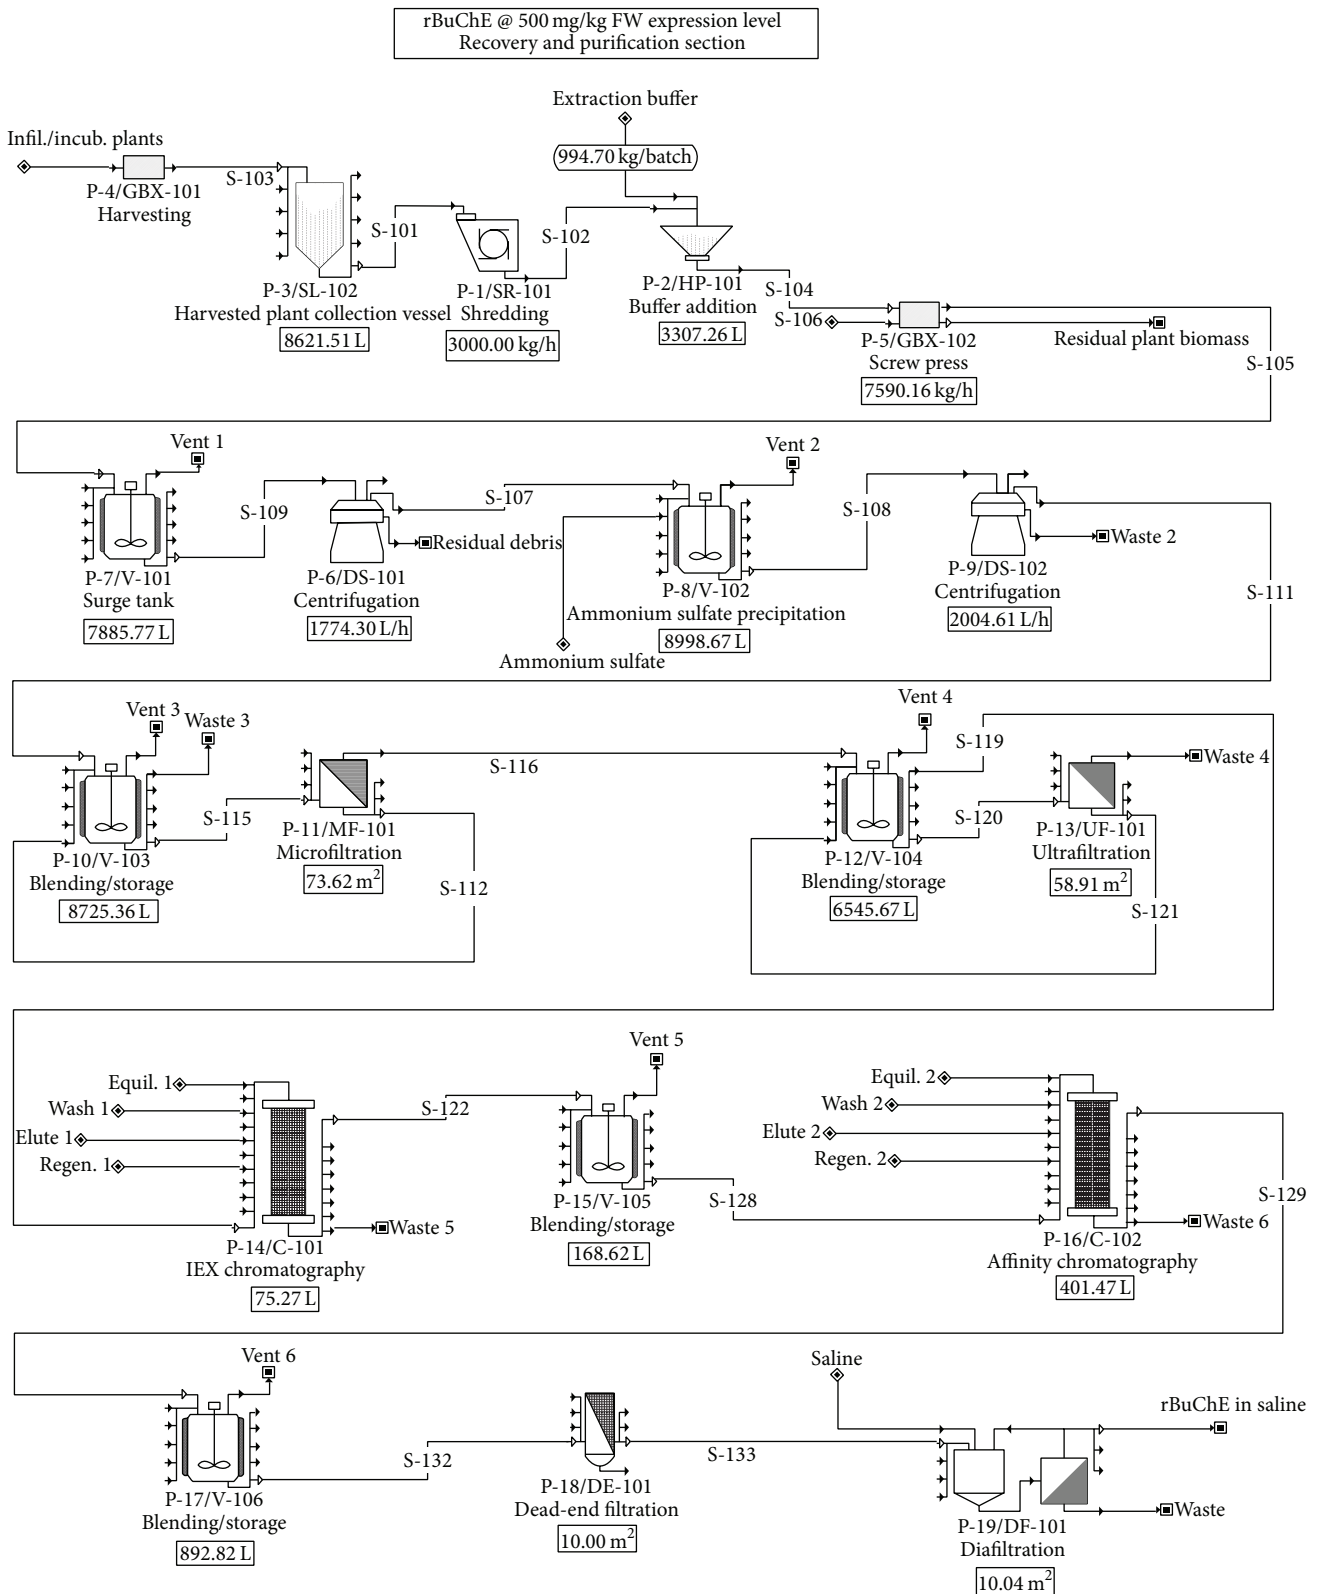 rBuChE @ 500 mg/kg FW expression level
Recovery and purification section
Extraction buffer
994.70 kg/batch
Infil./incub. plants
P-4/GBX-101
Harvesting
S-103
P-3/SL-102
Harvested plant collection vessel
8621.51 L
S-101
P-1/SR-101
Shredding
3000.00 kg/h
S-102
P-2/HP-101
Buffer addition
3307.26 L
S-104
S-106
P-5/GBX-102
Screw press
7590.16 kg/h
Residual plant biomass
S-105
Vent 1
P-7/V-101
Surge tank
7885.77 L
S-109
P-6/DS-101
Centrifugation
1774.30 L/h
Residual debris
S-107
Vent 2
P-8/V-102
Ammonium sulfate precipitation
8998.67 L
Ammonium sulfate
S-108
P-9/DS-102
Centrifugation
2004.61 L/h
Waste 2
S-111
Vent 3
Waste 3
P-10/V-103
Blending/storage
8725.36 L
S-115
P-11/MF-101
Microfiltration
73.62 m²
S-112
S-116
Vent 4
P-12/V-104
Blending/storage
6545.67 L
S-119
S-120
P-13/UF-101
Ultrafiltration
58.91 m²
Waste 4
S-121
Equil. 1
Wash 1
Elute 1
Regen. 1
P-14/C-101
IEX chromatography
75.27 L
Waste 5
S-122
Vent 5
P-15/V-105
Blending/storage
168.62 L
S-128
Equil. 2
Wash 2
Elute 2
Regen. 2
P-16/C-102
Affinity chromatography
401.47 L
Waste 6
S-129
Vent 6
P-17/V-106
Blending/storage
892.82 L
S-132
P-18/DE-101
Dead-end filtration
10.00 m²
S-133
Saline
P-19/DF-101
Diafiltration
10.04 m²
rBuChE in saline
Waste